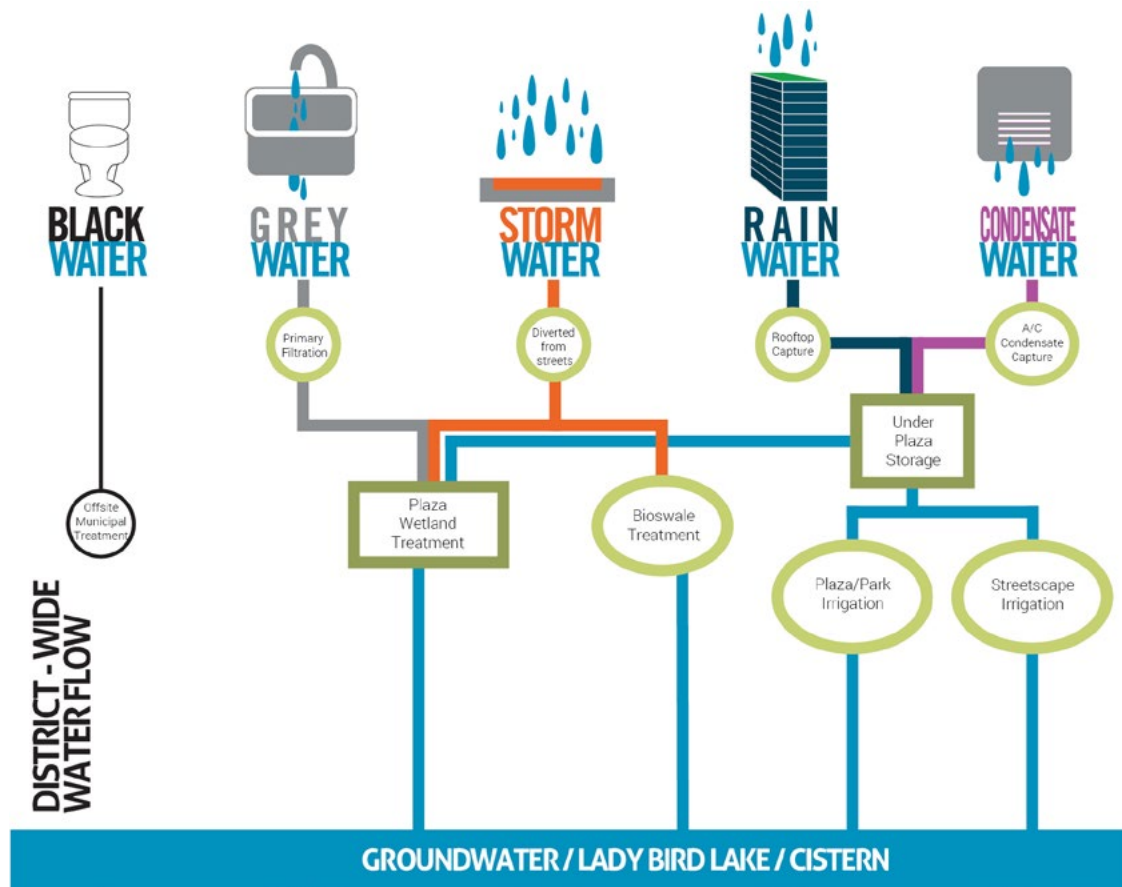 BLACK
WATER
GREY
WATER
STORM
WATER
RAIN
WATER
CONDENSATE
WATER
Primary
Filtration
Diverted
from
streets
Rooftop
Capture
A/C
Condensate
Capture
Under
Plaza
Storage
Offsite
Municipal
Treatment
Plaza
Wetland
Treatment
Bioswale
Treatment
Plaza/Park
Irrigation
Streetscape
Irrigation
DISTRICT - WIDE
WATER FLOW
GROUNDWATER / LADY BIRD LAKE / CISTERN